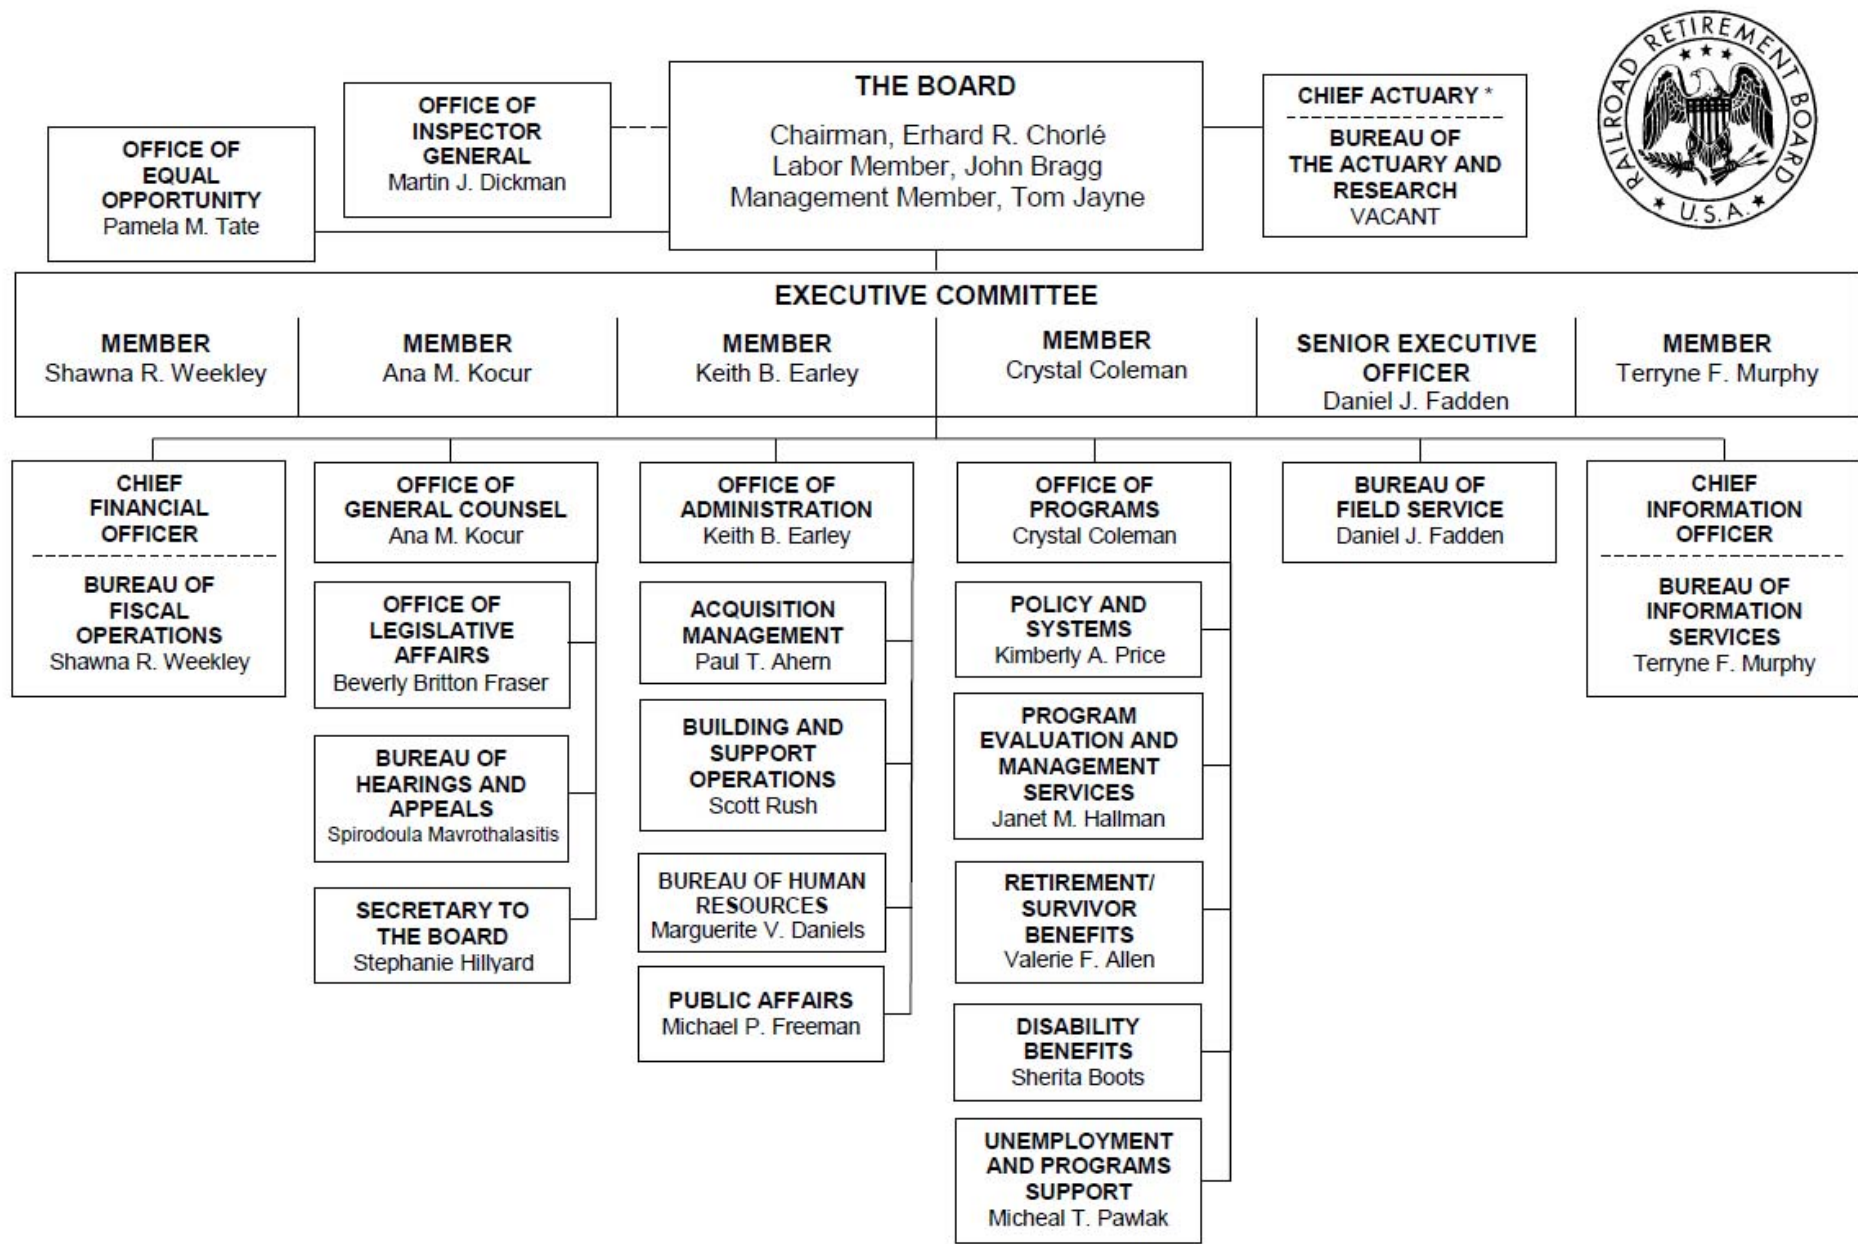 RAILROAD RETIREMENT BOARD
★ U.S.A. ★
OFFICE OF
EQUAL
OPPORTUNITY
Pamela M. Tate
OFFICE OF
INSPECTOR
GENERAL
Martin J. Dickman
THE BOARD
Chairman, Erhard R. Chorlé
Labor Member, John Bragg
Management Member, Tom Jayne
CHIEF ACTUARY *
BUREAU OF
THE ACTUARY AND
RESEARCH
VACANT
EXECUTIVE COMMITTEE
MEMBER
Shawna R. Weekley
MEMBER
Ana M. Kocur
MEMBER
Keith B. Earley
MEMBER
Crystal Coleman
SENIOR EXECUTIVE
OFFICER
Daniel J. Fadden
MEMBER
Terryne F. Murphy
CHIEF
FINANCIAL
OFFICER
BUREAU OF
FISCAL
OPERATIONS
Shawna R. Weekley
OFFICE OF
GENERAL COUNSEL
Ana M. Kocur
OFFICE OF
LEGISLATIVE
AFFAIRS
Beverly Britton Fraser
BUREAU OF
HEARINGS AND
APPEALS
Spirodoula Mavrothalasitis
SECRETARY TO
THE BOARD
Stephanie Hillyard
OFFICE OF
ADMINISTRATION
Keith B. Earley
ACQUISITION
MANAGEMENT
Paul T. Ahern
BUILDING AND
SUPPORT
OPERATIONS
Scott Rush
BUREAU OF HUMAN
RESOURCES
Marguerite V. Daniels
PUBLIC AFFAIRS
Michael P. Freeman
OFFICE OF
PROGRAMS
Crystal Coleman
POLICY AND
SYSTEMS
Kimberly A. Price
PROGRAM
EVALUATION AND
MANAGEMENT
SERVICES
Janet M. Hallman
RETIREMENT/
SURVIVOR
BENEFITS
Valerie F. Allen
DISABILITY
BENEFITS
Sherita Boots
UNEMPLOYMENT
AND PROGRAMS
SUPPORT
Micheal T. Pawlak
BUREAU OF
FIELD SERVICE
Daniel J. Fadden
CHIEF
INFORMATION
OFFICER
BUREAU OF
INFORMATION
SERVICES
Terryne F. Murphy